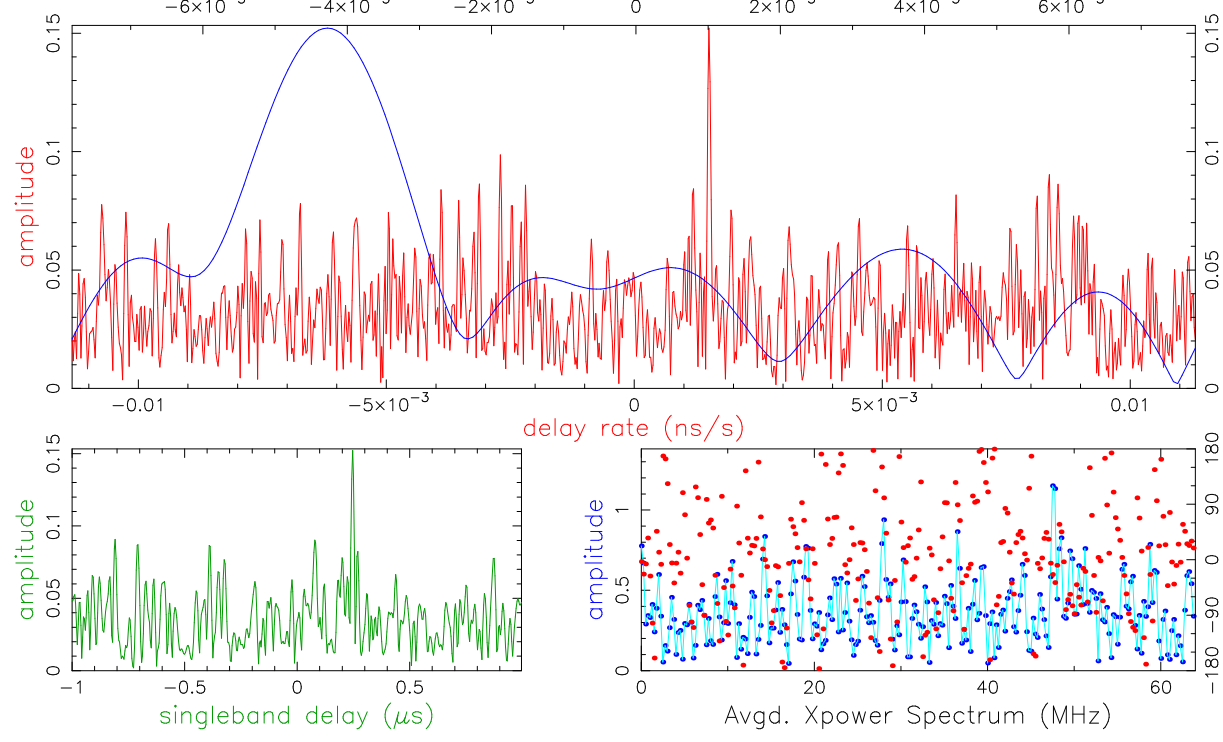 −6×10 −4×10 −2×10 0 2×10 4×10 6×10
0 0.05 0.1 0.15
amplitude
0 0.05 0.1 0.15
−0.01 −5×10⁻³ 0 5×10⁻³ 0.01
delay rate (ns/s)
0 0.05 0.1 0.15
amplitude
−1 −0.5 0 0.5
singleband delay (μs)
0 0.5 1
amplitude
−180 −90 0 90 180
0 20 40 60
Avgd. Xpower Spectrum (MHz)